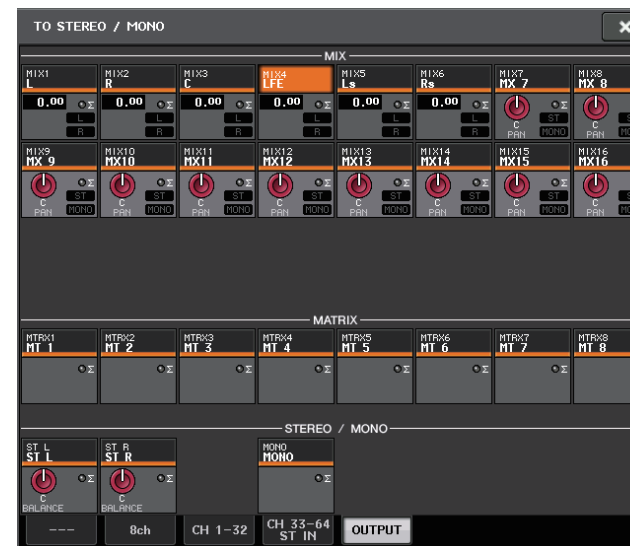 TO STEREO / MONO
MIX
MIX1 MIX2 MIX3 MIX4 MIX5 MIX6 MIX7 MIX8
L R C LFE Ls Rs MX 7 MX 8
0.00 Σ 0.00 Σ 0.00 Σ 0.00 Σ 0.00 Σ 0.00 Σ Σ
L L L L L L ST
R R R R R R C MONO C
PAN PAN
MIX9 MIX10 MIX11 MIX12 MIX13 MIX14 MIX15 MIX16
MX 9 MX10 MX11 MX12 MX13 MX14 MX15 MX16
Σ Σ Σ Σ Σ Σ Σ
ST ST ST ST ST ST ST
C MONO C MONO C MONO C MONO C MONO C MONO C MONO C
PAN PAN PAN PAN PAN PAN PAN PAN
MATRIX
MTRX1 MTRX2 MTRX3 MTRX4 MTRX5 MTRX6 MTRX7 MTRX8
MT 1 MT 2 MT 3 MT 4 MT 5 MT 6 MT 7 MT 8
Σ Σ Σ Σ Σ Σ Σ
STEREO / MONO
ST L ST R MONO
ST L ST R MONO
Σ Σ Σ
C C
BALANCE BALANCE
--- 8ch CH 1-32 CH 33-64 OUTPUT
ST IN